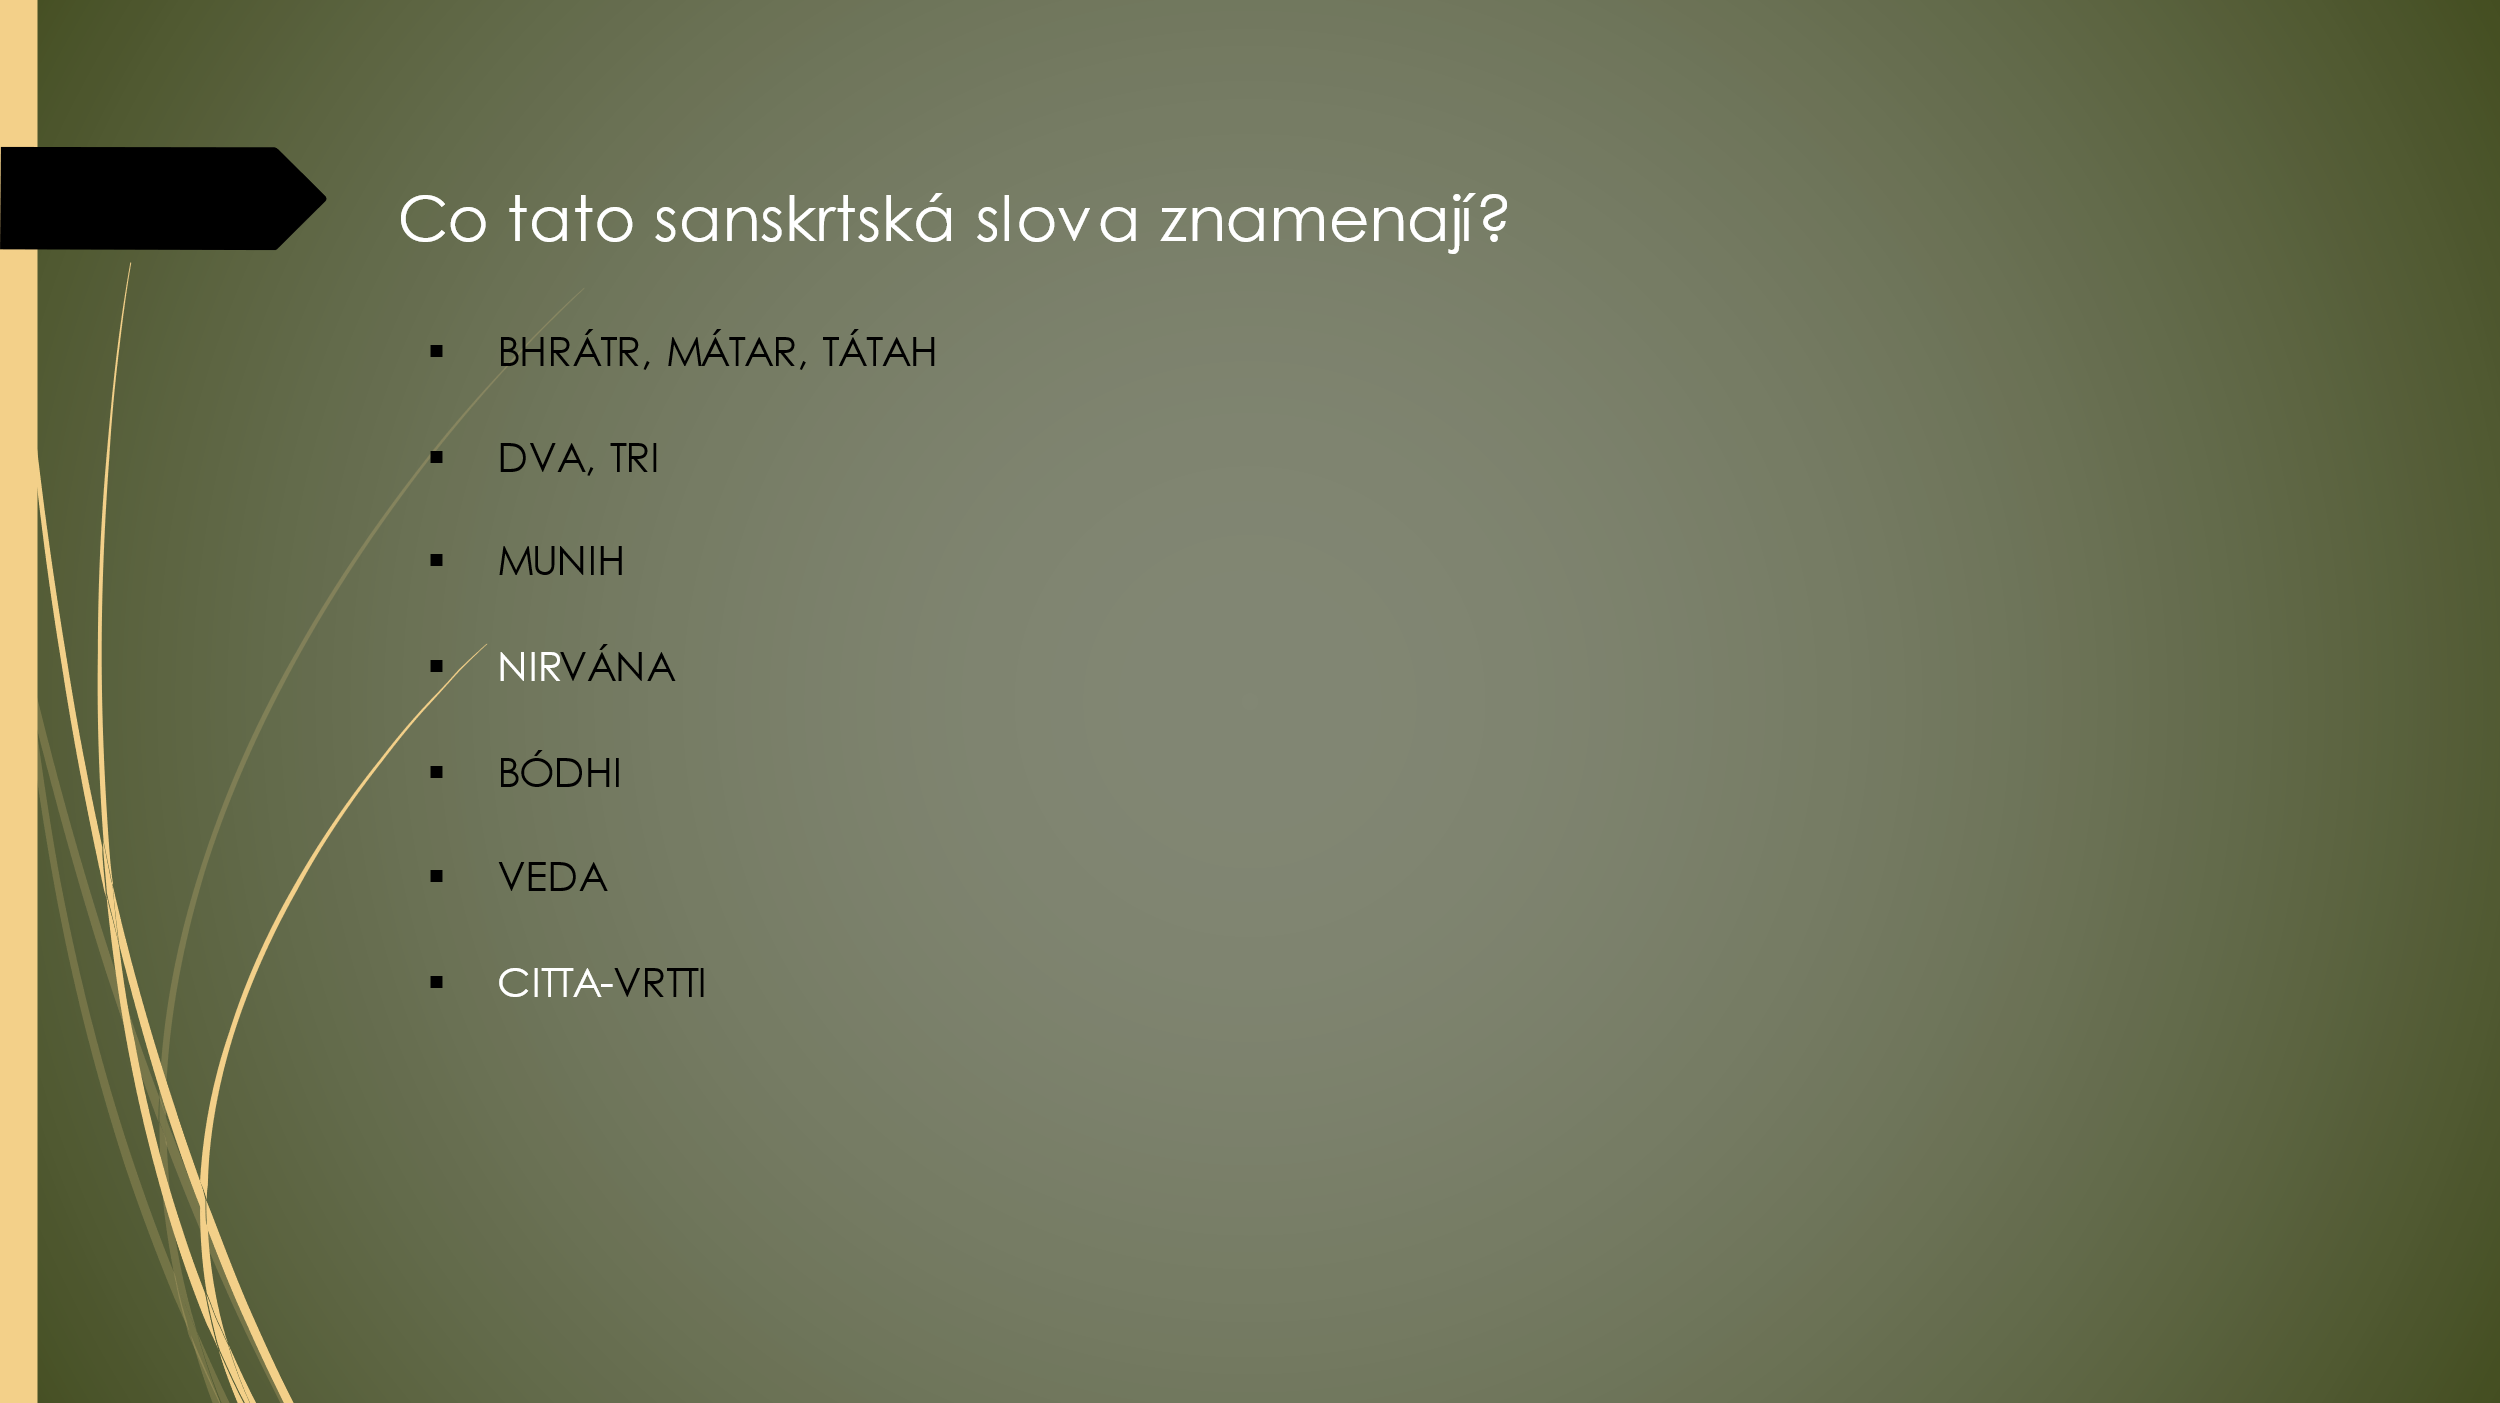 Co tato sanskrtská slova znamenají?
▪ BHRÁTR, MÁTAR, TÁTAH
▪ DVA, TRI
▪ MUNIH
▪ NIRVÁNA
▪ BÓDHI
▪ VEDA
▪ CITTA-VRTTI